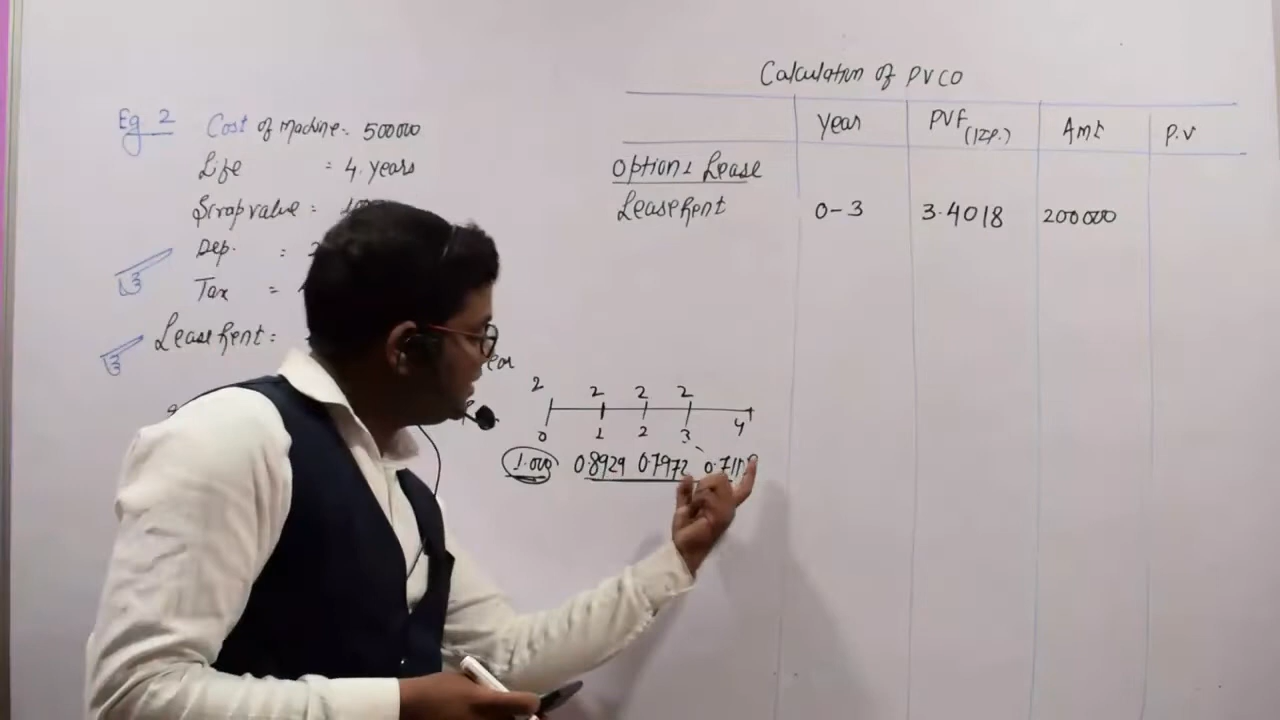 Calculation of PVCO
Eg 2 Cost of Machine = 500000
Life = 4 years
Scrap value =
Dep. =
Tax =
Lease Rent =
Year PVF (12%) Amt P.V
Option 1 Lease
Lease Rent 0-3 3.4018 200000
2 2 2 2
0 1 2 3 4
1.000 0.8929 0.7972